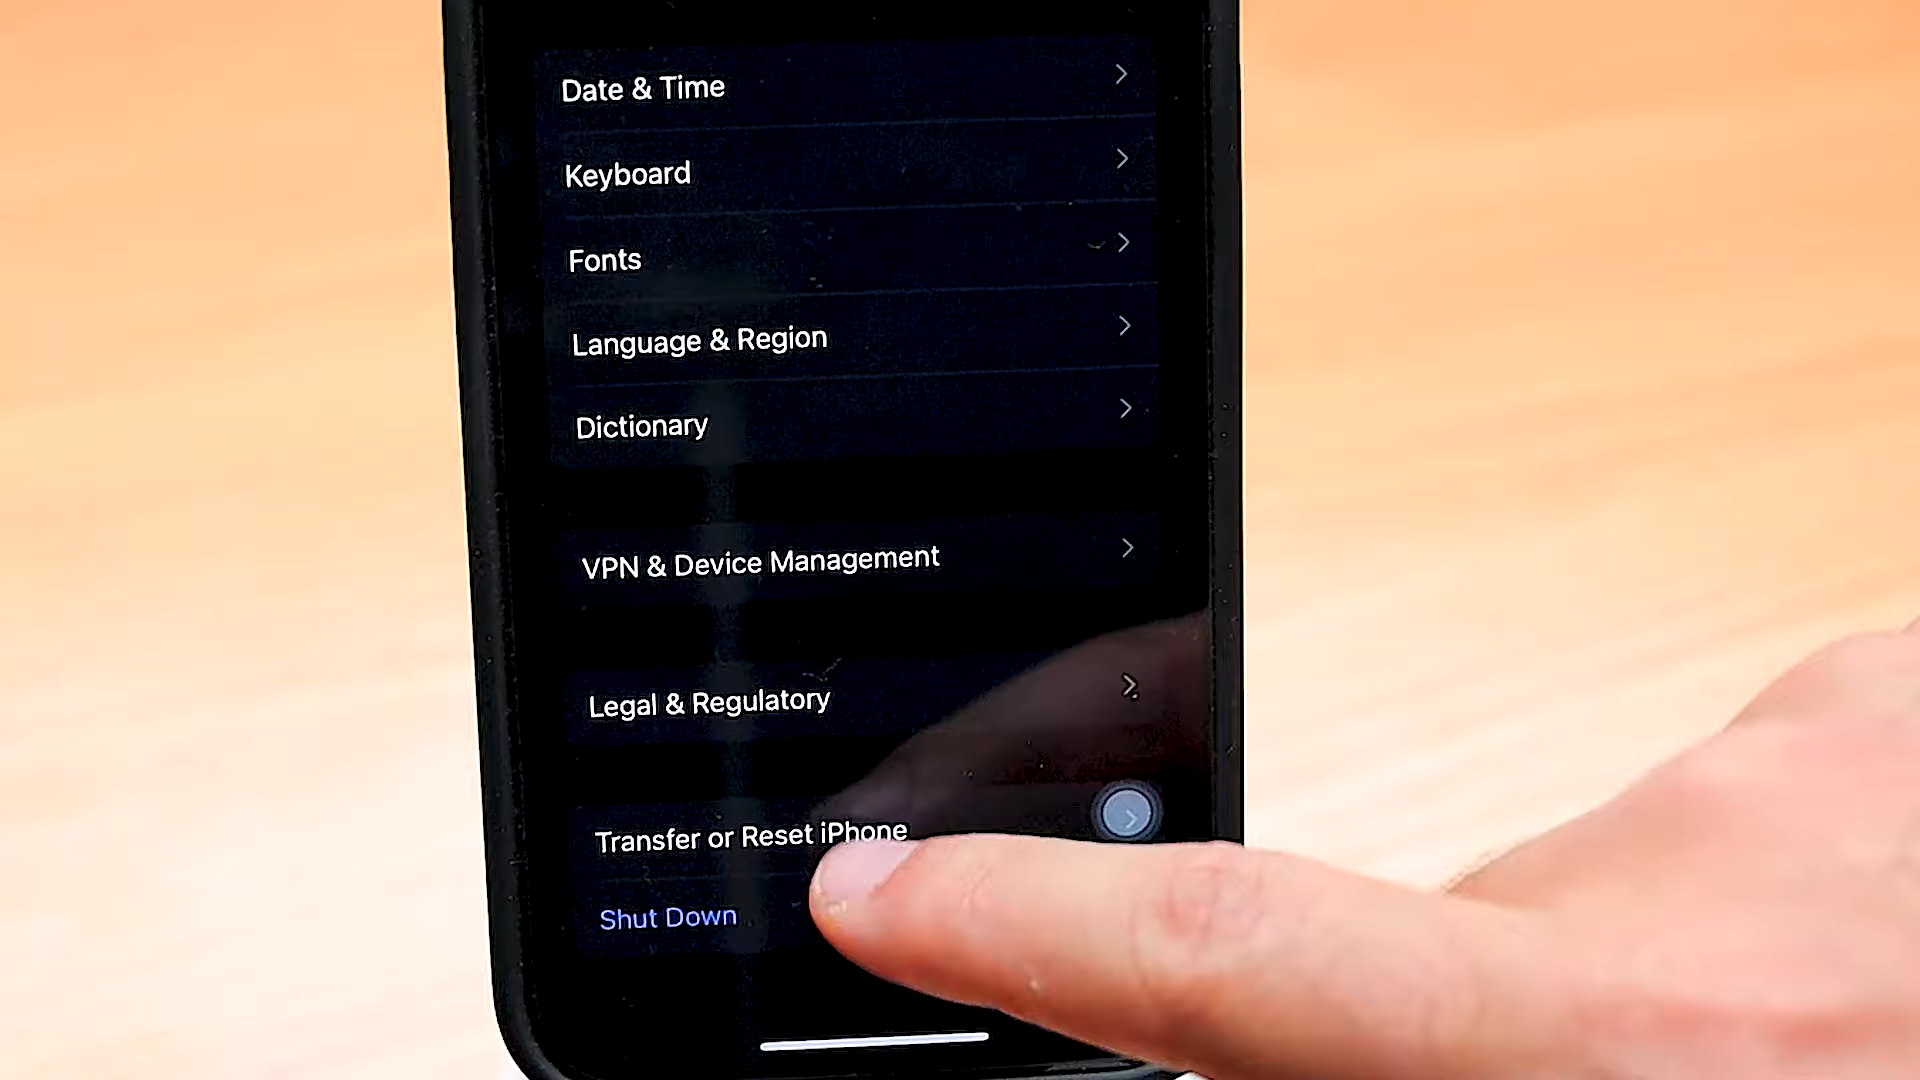 Date & Time
Keyboard
Fonts
Language & Region
Dictionary
VPN & Device Management
Legal & Regulatory
Transfer or Reset iPhone
Shut Down